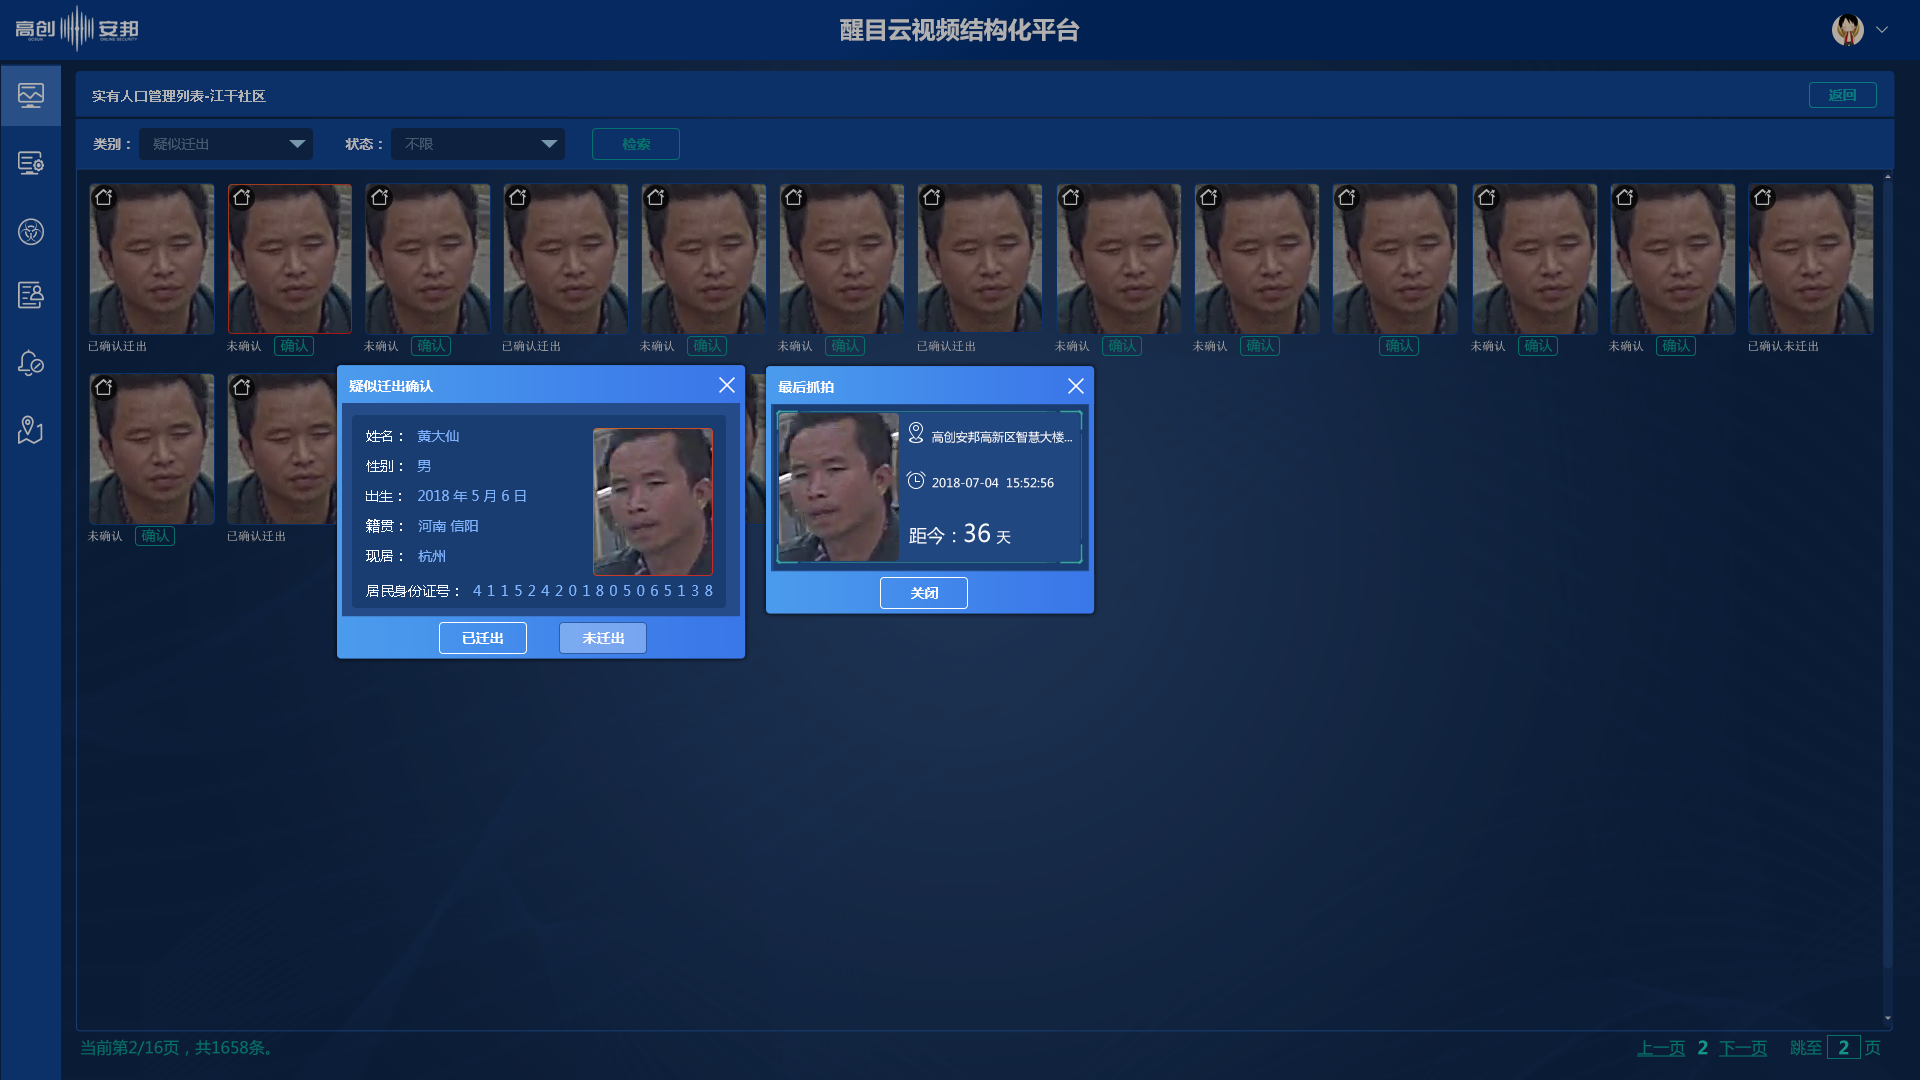 高创 安邦
GOSUN ONLINE SECURITY
醒目云视频结构化平台
实有人口管理列表-江干社区
返回
类别： 疑似迁出 状态： 不限 检索
已确认迁出 未确认 确认 未确认 确认 已确认迁出 未确认 确认 未确认 确认 已确认迁出 未确认 确认 未确认 确认 确认 未确认 确认 未确认 确认 已确认未迁出
未确认 确认 已确认迁出
疑似迁出确认
姓名： 黄大仙
性别： 男
出生： 2018 年 5 月 6 日
籍贯： 河南 信阳
现居： 杭州
居民身份证号： 411524201805065138
已迁出 未迁出
最后抓拍
高创安邦高新区智慧大楼...
2018-07-04 15:52:56
距今：36 天
关闭
当前第2/16页，共1658条。
上一页 2 下一页 跳至 2 页